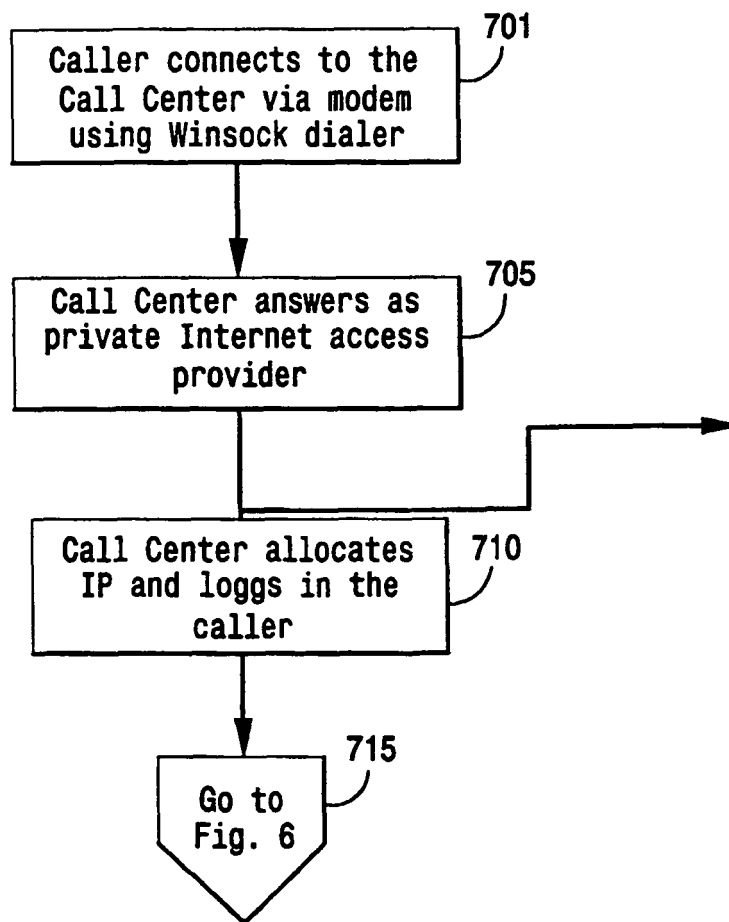 701
Caller connects to the
Call Center via modem
using Winsock dialer
705
Call Center answers as
private Internet access
provider
710
Call Center allocates
IP and loggs in the
caller
715
Go to
Fig. 6